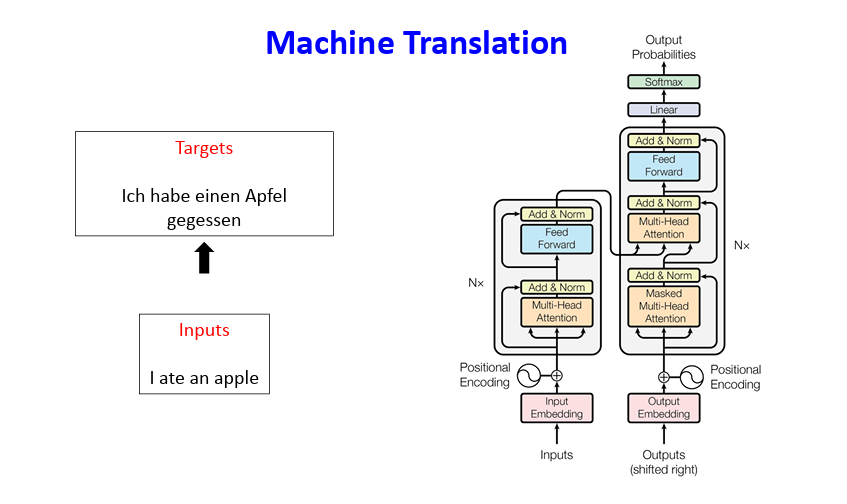 Machine Translation
Targets
Ich habe einen Apfel
gegessen
Inputs
I ate an apple
Output
Probabilities
Softmax
Linear
Add & Norm
Feed
Forward
Add & Norm
Multi-Head
Attention
Add & Norm
Masked
Multi-Head
Attention
N×
Positional
Encoding
Output
Embedding
Outputs
(shifted right)
Add & Norm
Feed
Forward
Add & Norm
Multi-Head
Attention
N×
Positional
Encoding
Input
Embedding
Inputs